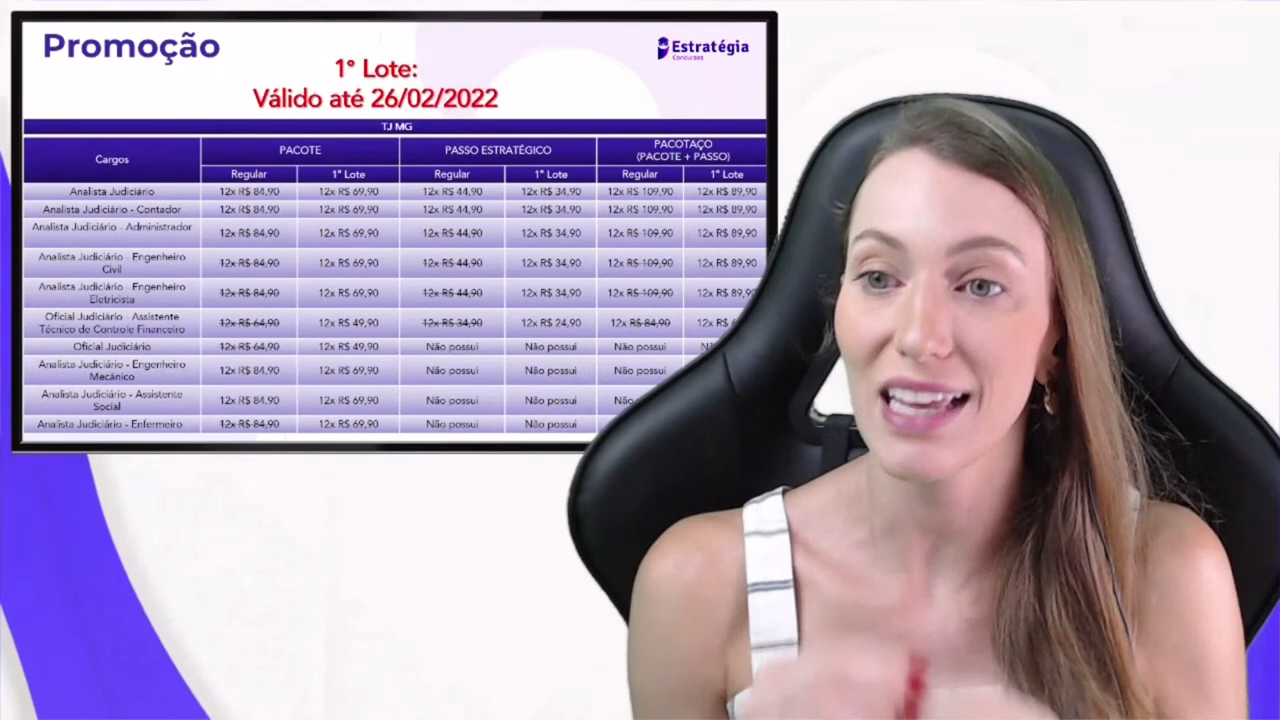 Promoção
Estratégia
Concursos
1° Lote:
Válido até 26/02/2022
TJ MG
Cargos
PACOTE
PASSO ESTRATÉGICO
PACOTAÇO
(PACOTE + PASSO)
Regular 1ª Lote Regular 1ª Lote Regular 1ª Lote
Analista Judiciário 12x R$ 84,90 12x R$ 69,90 12x R$ 44,90 12x R$ 34,90 12x R$ 109,90 12x R$ 89,90
Analista Judiciário - Contador 12x R$ 84,90 12x R$ 69,90 12x R$ 44,90 12x R$ 34,90 12x R$ 109,90 12x R$ 89,90
Analista Judiciário - Administrador 12x R$ 84,90 12x R$ 69,90 12x R$ 44,90 12x R$ 34,90 12x R$ 109,90 12x R$ 89,90
Analista Judiciário - Engenheiro
Civil 12x R$ 84,90 12x R$ 69,90 12x R$ 44,90 12x R$ 34,90 12x R$ 109,90 12x R$ 89,90
Analista Judiciário - Engenheiro
Eletricista 12x R$ 84,90 12x R$ 69,90 12x R$ 44,90 12x R$ 34,90 12x R$ 109,90 12x R$ 89,9
Oficial Judiciário - Assistente
Técnico de Controle Financeiro 12x R$ 64,90 12x R$ 49,90 12x R$ 34,90 12x R$ 24,90 12x R$ 84,90 12x R$
Oficial Judiciário 12x R$ 64,90 12x R$ 49,90 Não possui Não possui Não possui
Analista Judiciário - Engenheiro
Mecânico 12x R$ 84,90 12x R$ 69,90 Não possui Não possui Não possui
Analista Judiciário - Assistente
Social 12x R$ 84,90 12x R$ 69,90 Não possui Não possui
Analista Judiciário - Enfermeiro 12x R$ 84,90 12x R$ 69,90 Não possui Não possui